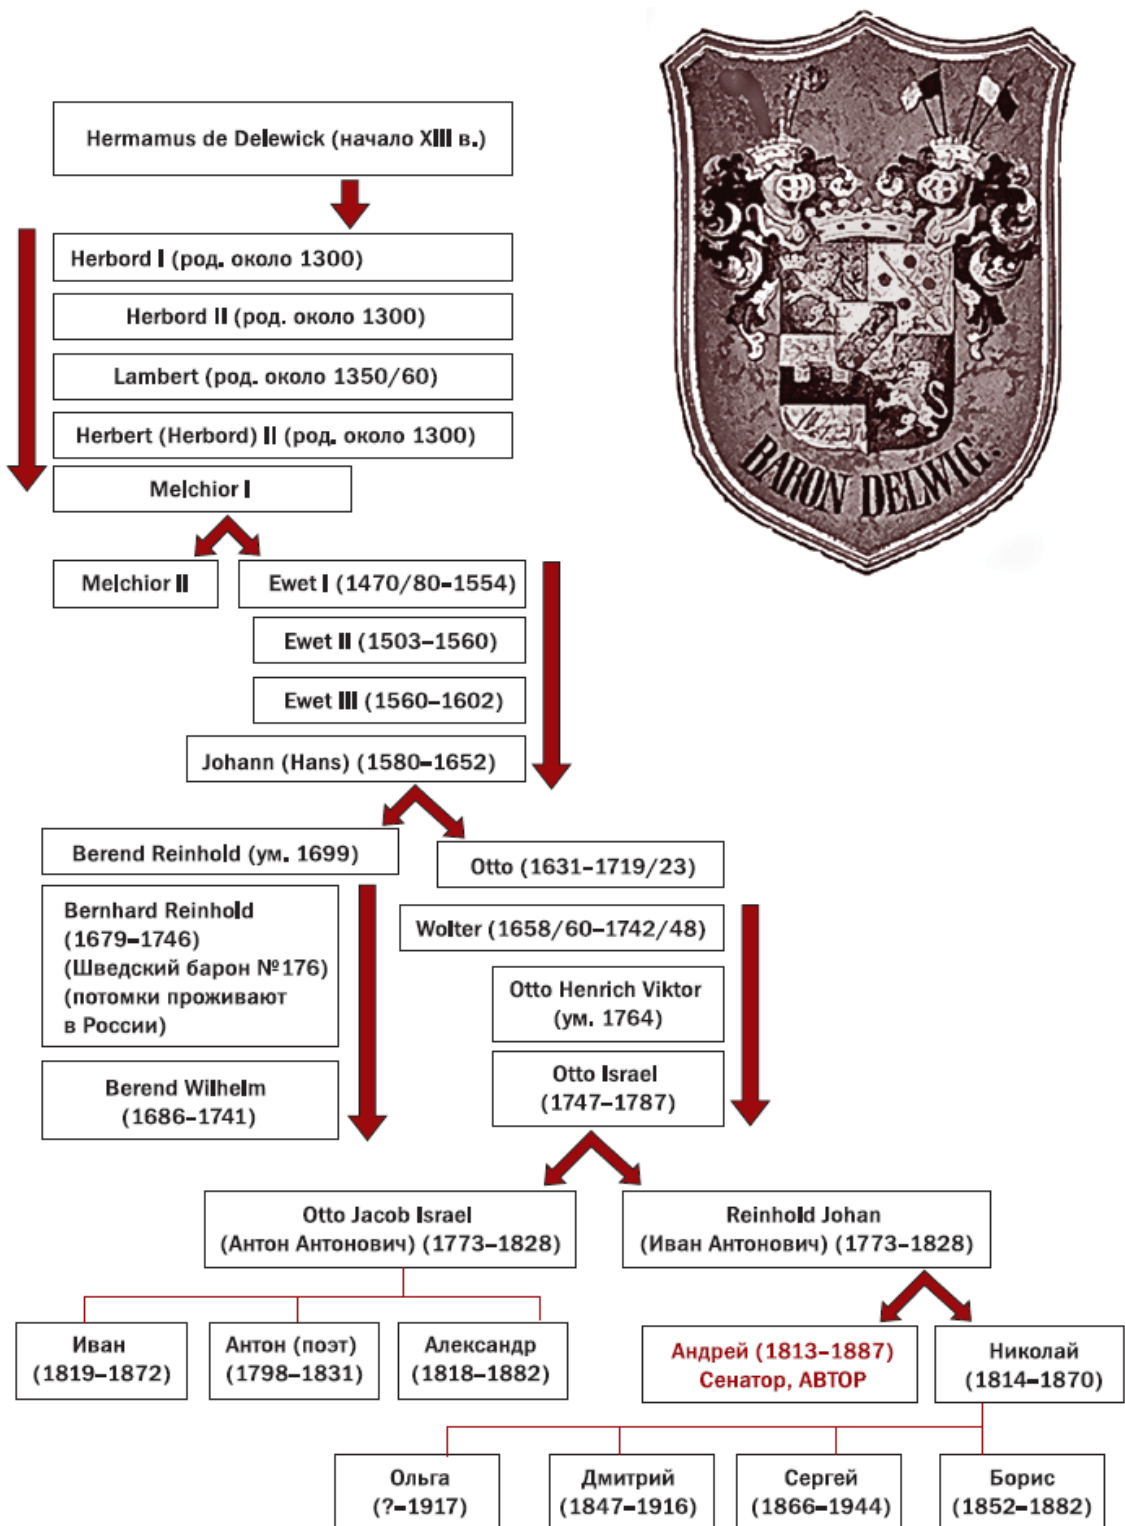 Hermamus de Delewick (начало XIII в.)
Herbord I (род. около 1300)
Herbord II (род. около 1300)
Lambert (род. около 1350/60)
Herbert (Herbord) II (род. около 1300)
Melchior I
BARON DELWIG.
Melchior II
Ewet I (1470/80–1554)
Ewet II (1503–1560)
Ewet III (1560–1602)
Johann (Hans) (1580–1652)
Berend Reinhold (ум. 1699)
Otto (1631–1719/23)
Bernhard Reinhold
(1679–1746)
(Шведский барон №176)
(потомки проживают
в России)
Wolter (1658/60–1742/48)
Otto Henrich Viktor
(ум. 1764)
Berend Wilhelm
(1686–1741)
Otto Israel
(1747–1787)
Otto Jacob Israel
(Антон Антонович) (1773–1828)
Reinhold Johan
(Иван Антонович) (1773–1828)
Иван
(1819–1872)
Антон (поэт)
(1798–1831)
Александр
(1818–1882)
Андрей (1813–1887)
Сенатор, АВТОР
Николай
(1814–1870)
Ольга
(?–1917)
Дмитрий
(1847–1916)
Сергей
(1866–1944)
Борис
(1852–1882)